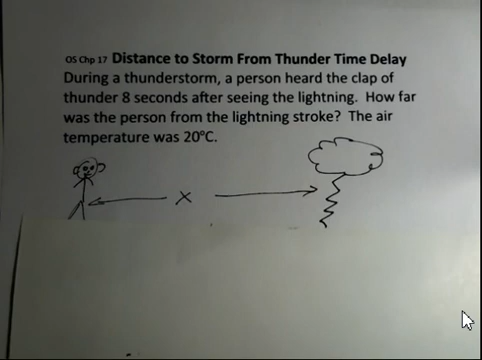 OS Chp 17 Distance to Storm From Thunder Time Delay
During a thunderstorm, a person heard the clap of
thunder 8 seconds after seeing the lightning. How far
was the person from the lightning stroke? The air
temperature was 20°C.
X